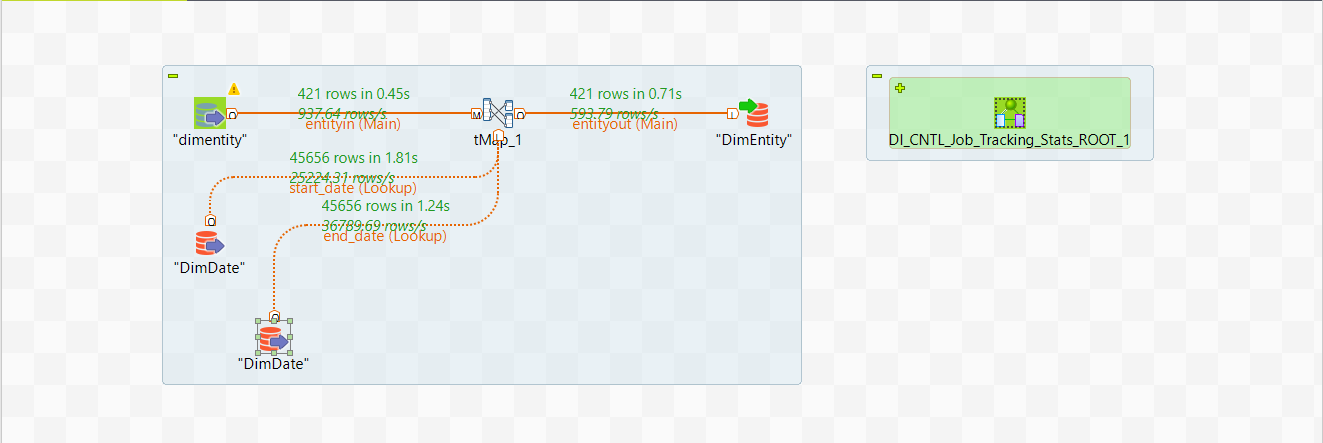 421 rows in 0.45s
937.64 rows/s
entityin (Main)
"dimentity"
M
tMap_1
421 rows in 0.71s
593.79 rows/s
entityout (Main)
"DimEntity"
45656 rows in 1.81s
25224.31 rows/s
start_date (Lookup)
"DimDate"
45656 rows in 1.24s
36789.69 rows/s
end_date (Lookup)
"DimDate"
DI_CNTL_Job_Tracking_Stats_ROOT_1